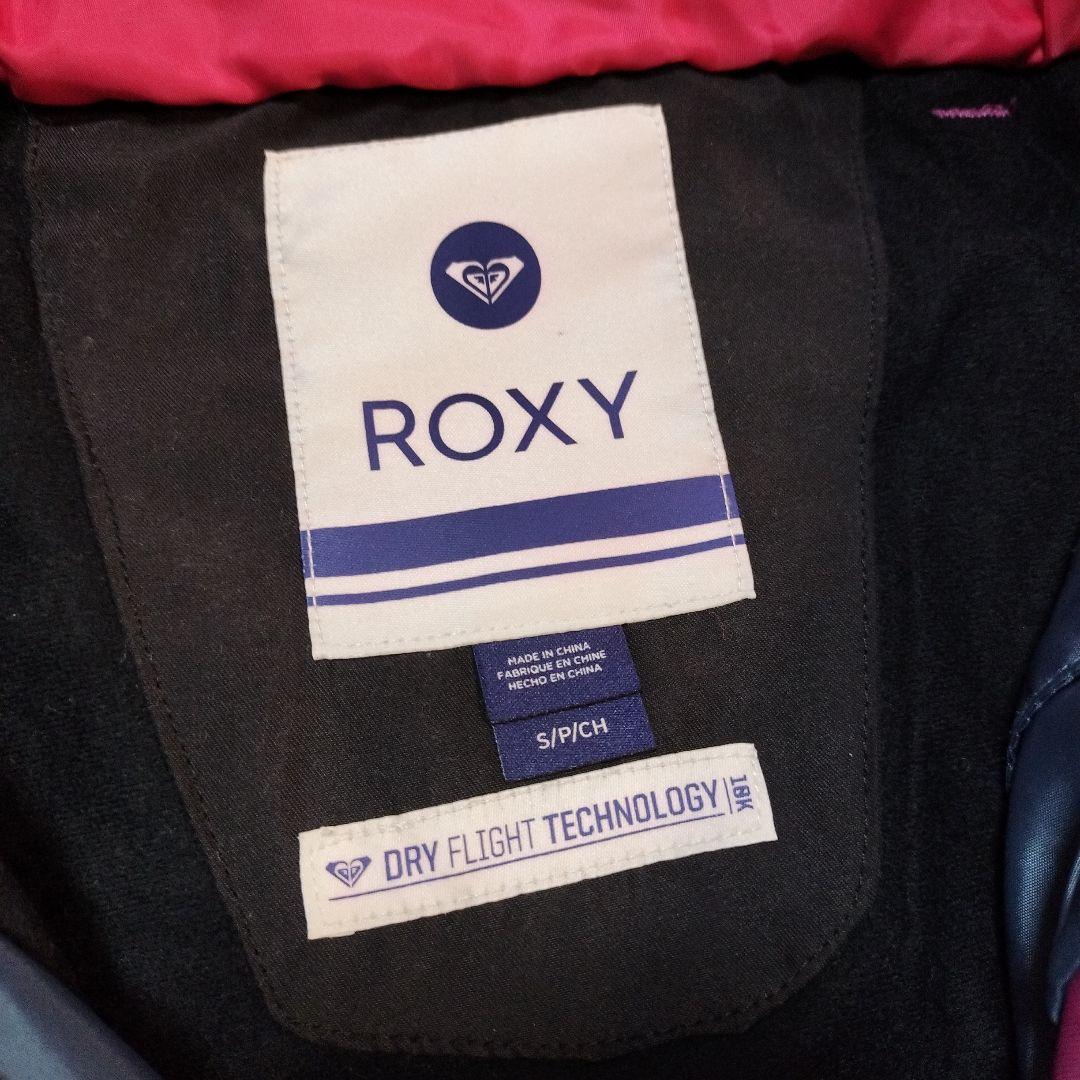 ROXY
MADE IN CHINA
FABRIQUE EN CHINE
HECHO EN CHINA
S/P/CH
DRY FLIGHT TECHNOLOGY 10K